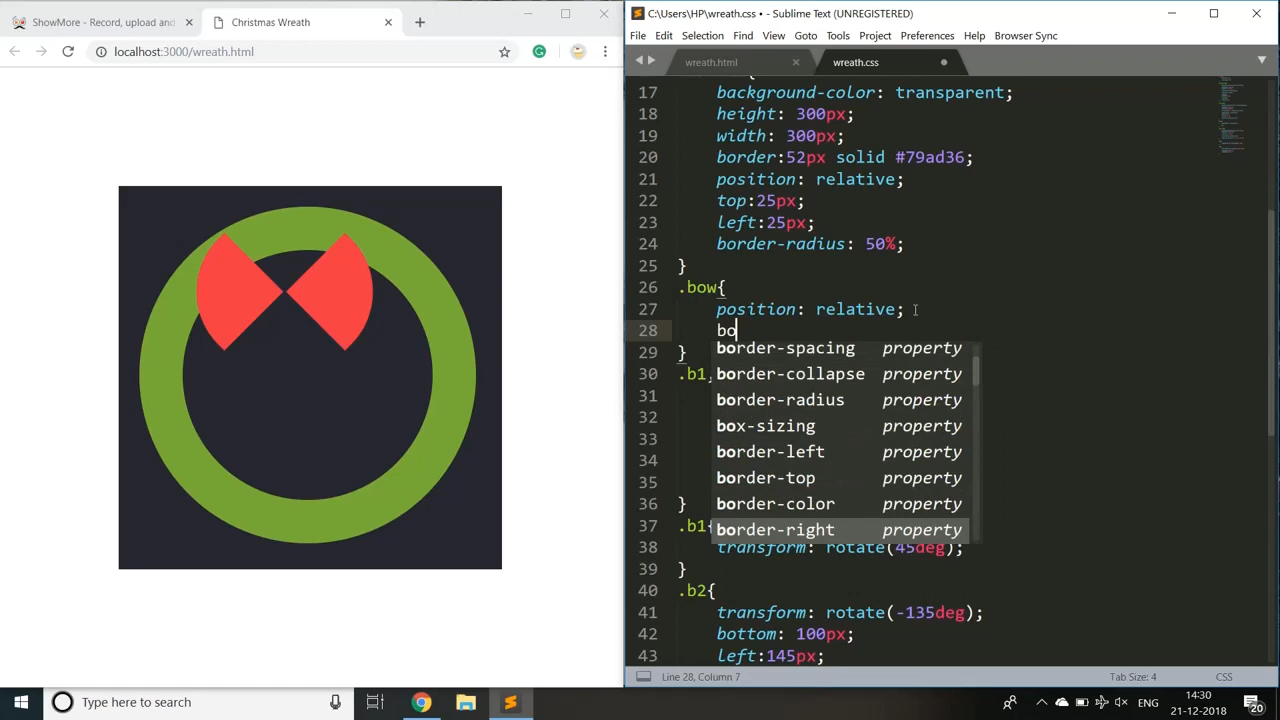 ShowMore - Record, upload and
Christmas Wreath
localhost:3000/wreath.html
C:\Users\HP\wreath.css • - Sublime Text (UNREGISTERED)
File Edit Selection Find View Goto Tools Project Preferences Help Browser Sync
wreath.html
wreath.css
17 background-color: transparent;
18 height: 300px;
19 width: 300px;
20 border:52px solid #79ad36;
21 position: relative;
22 top:25px;
23 left:25px;
24 border-radius: 50%;
25 }
26 .bow{
27 position: relative;
28 bo
29 }
border-spacing property
30 .b1,
border-collapse property
31
border-radius property
32
box-sizing property
33
border-left property
34
border-top property
35
border-color property
36 }
37 .b1{
border-right property
38 transform: rotate(45deg);
39 }
40 .b2{
41 transform: rotate(-135deg);
42 bottom: 100px;
43 left:145px;
Line 28, Column 7
Tab Size: 4
CSS
Type here to search
ENG
14:30
21-12-2018
20